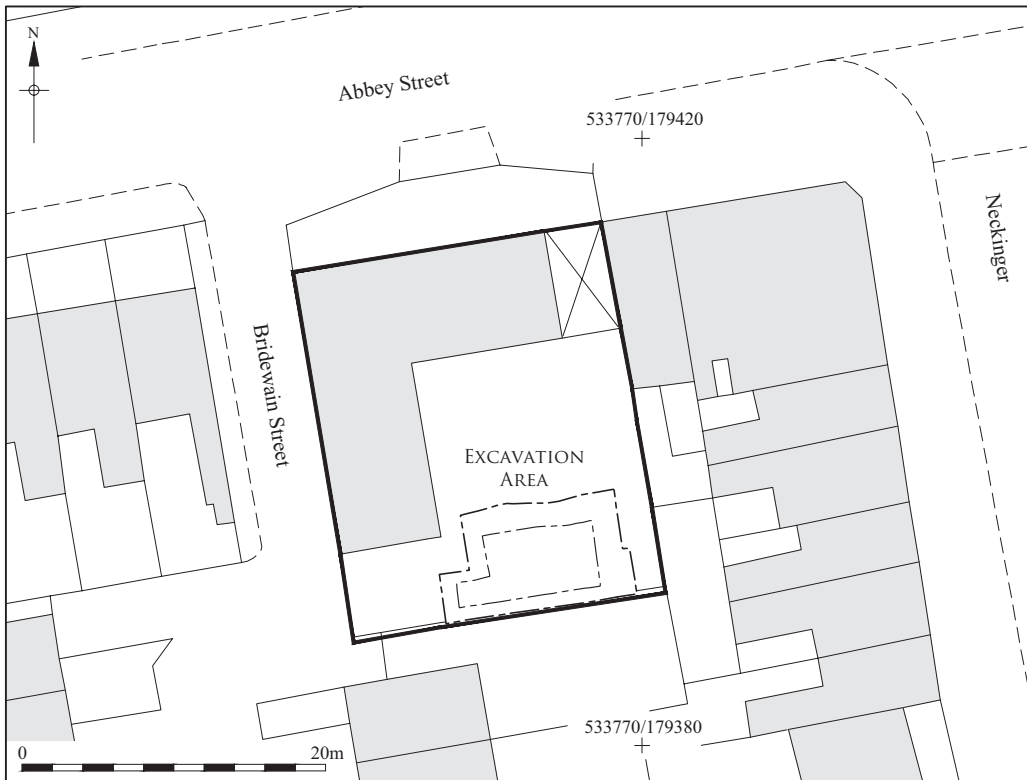 N
Abbey Street
533770/179420
Neckinger
Bridewain Street
EXCAVATION
AREA
533770/179380
0 20m